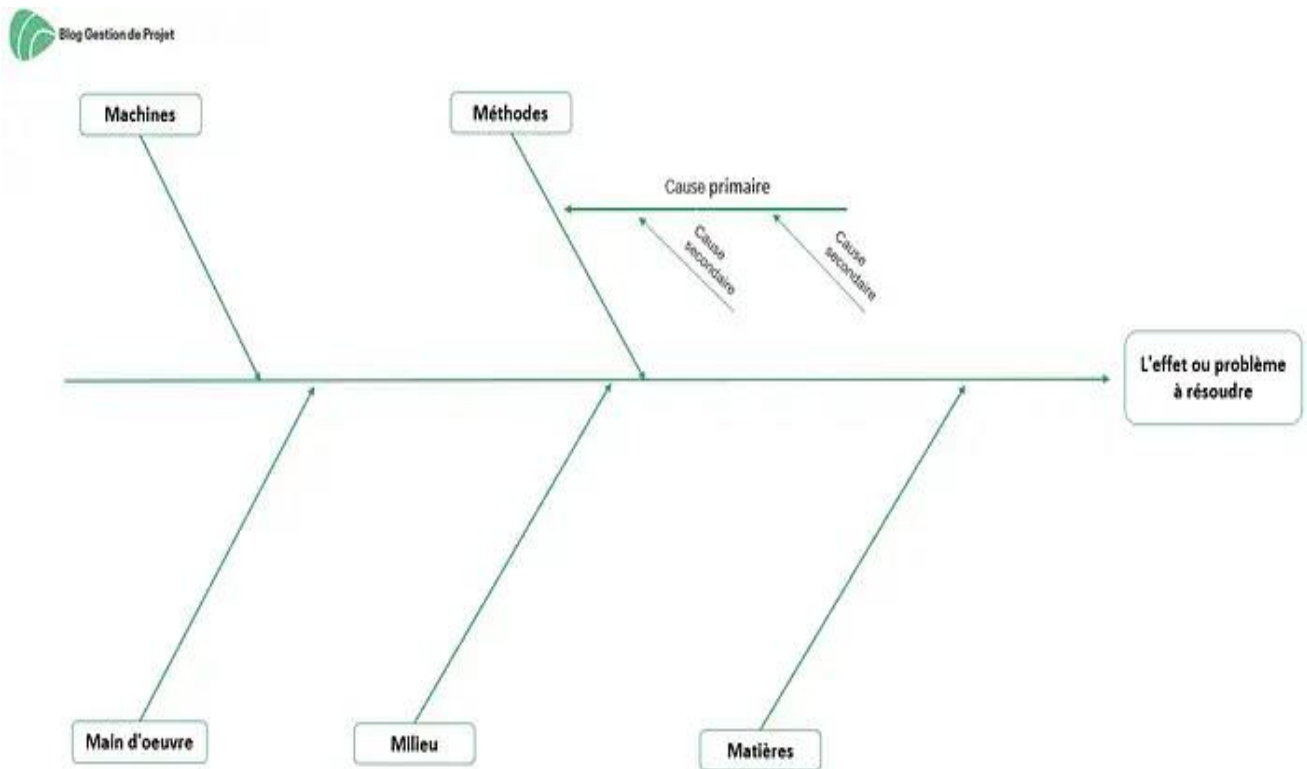 Blog Gestion de Projet
Machines
Méthodes
Cause primaire
Cause
secondaire
Cause
secondaire
L'effet ou problème
à résoudre
Main d'oeuvre
MIlieu
Matières